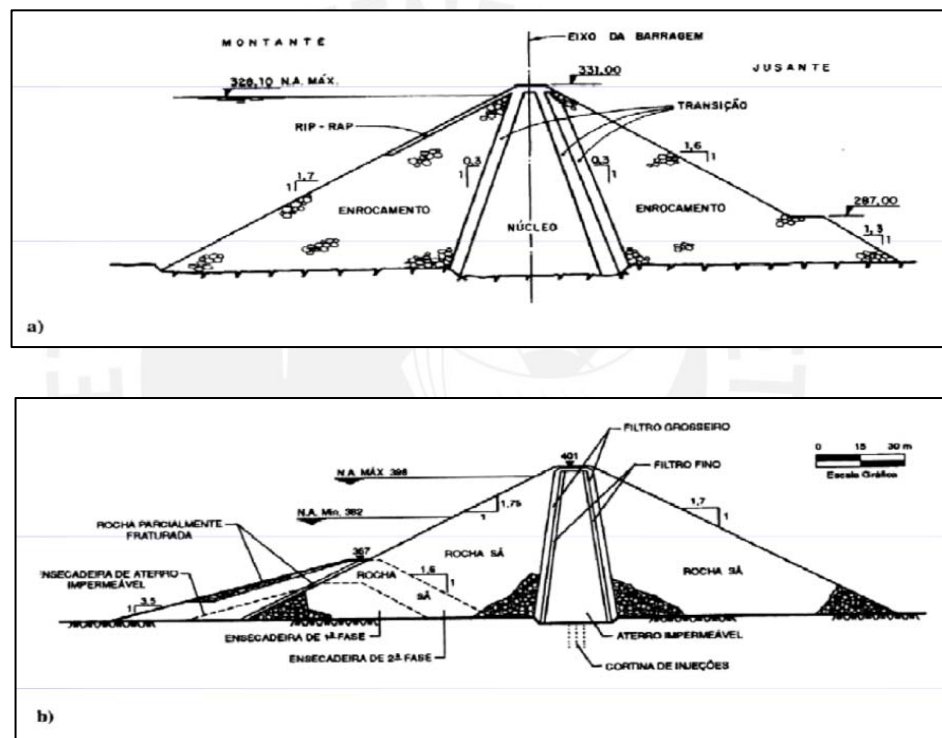 EIXO DA BARRAGEM
MONTANTE
JUSANTE
328,10 N.A. MÁX.
331,00
TRANSIÇÃO
RIP-RAP
1,6
1
0,3
1
0,3
1
1,7
1
ENROCAMENTO
ENROCAMENTO
287,00
NÚCLEO
1,3
1
a)
FILTRO GROSSEIRO
401
FILTRO FINO
0 15 30 m
Escala Gráfica
N.A. MÁX 398
1,75
1
1,7
1
N.A. Mín. 382
ROCHA PARCIALMENTE
FRATURADA
367
ROCHA SÃ
ROCHA SÃ
ENSECADEIRA DE ATERRO
IMPERMEÁVEL
ROCHA
SÃ
1,6
1
3,5
1
ENSECADEIRA DE 1ª FASE
ATERRO IMPERMEÁVEL
ENSECADEIRA DE 2ª FASE
CORTINA DE INJEÇÕES
b)